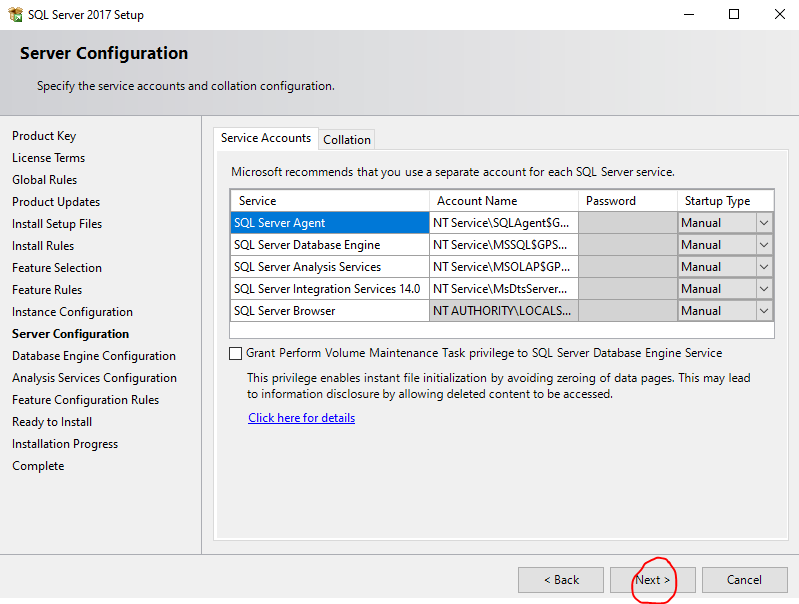 SQL Server 2017 Setup
Server Configuration
Specify the service accounts and collation configuration.
Product Key
License Terms
Global Rules
Product Updates
Install Setup Files
Install Rules
Feature Selection
Feature Rules
Instance Configuration
Server Configuration
Database Engine Configuration
Analysis Services Configuration
Feature Configuration Rules
Ready to Install
Installation Progress
Complete
Service Accounts Collation
Microsoft recommends that you use a separate account for each SQL Server service.
Service Account Name Password Startup Type
SQL Server Agent NT Service\SQLAgent$G... Manual
SQL Server Database Engine NT Service\MSSQL$GPS... Manual
SQL Server Analysis Services NT Service\MSOLAP$GP... Manual
SQL Server Integration Services 14.0 NT Service\MsDtsServer... Manual
SQL Server Browser NT AUTHORITY\LOCALS... Manual
Grant Perform Volume Maintenance Task privilege to SQL Server Database Engine Service
This privilege enables instant file initialization by avoiding zeroing of data pages. This may lead
to information disclosure by allowing deleted content to be accessed.
Click here for details
< Back Next > Cancel